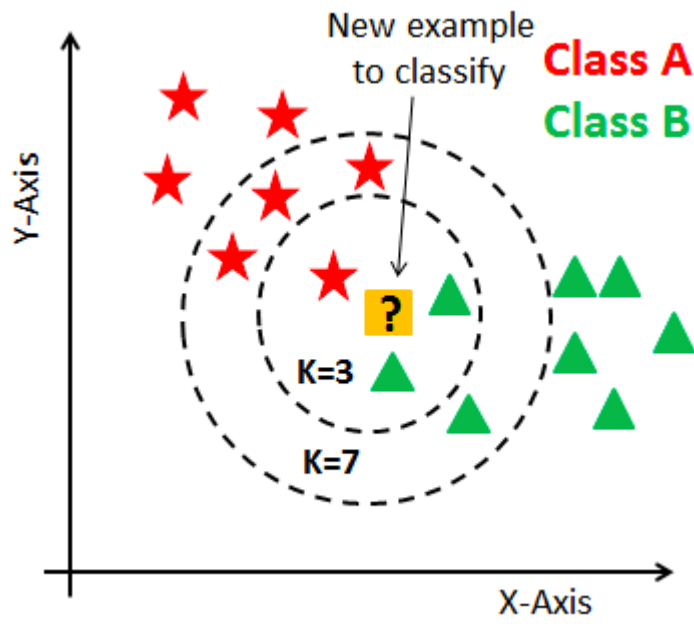 New example
to classify
Class A
Class B
Y-Axis
?
K=3
K=7
X-Axis